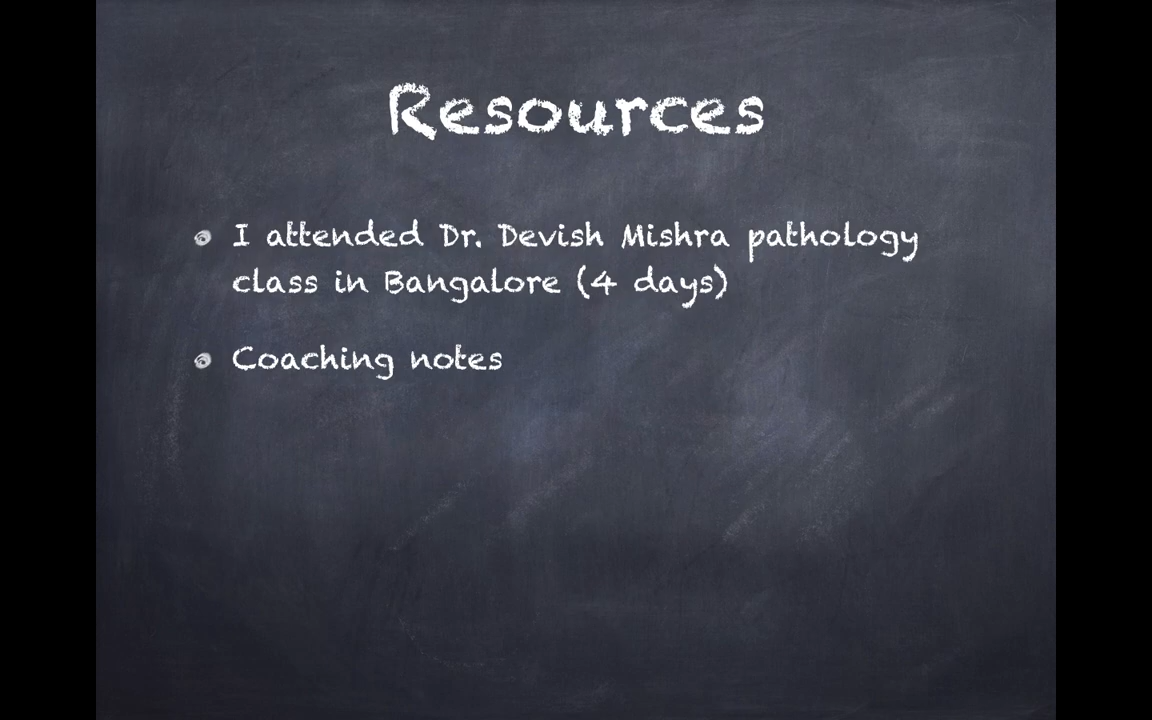 Resources
I attended Dr. Devish Mishra pathology
class in Bangalore (4 days)
Coaching notes